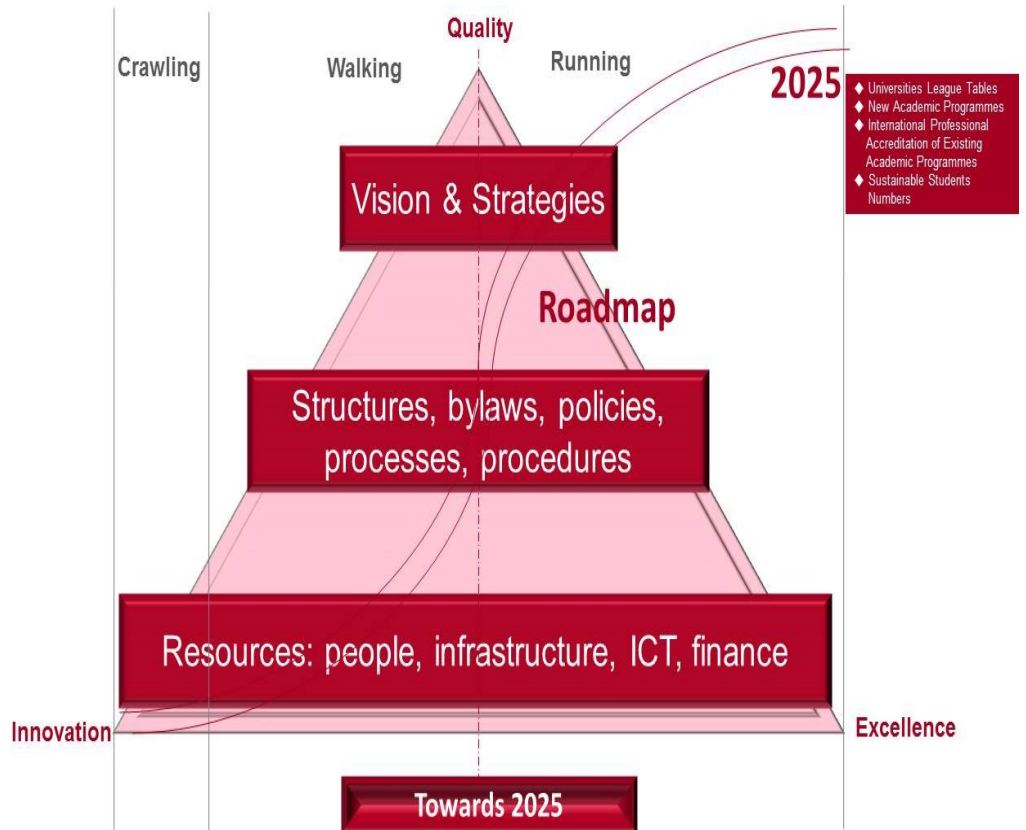 Quality
Crawling
Walking
Running
2025
♦ Universities League Tables
♦ New Academic Programmes
♦ International Professional
Accreditation of Existing
Academic Programmes
♦ Sustainable Students
Numbers
Vision & Strategies
Roadmap
Structures, bylaws, policies,
processes, procedures
Resources: people, infrastructure, ICT, finance
Innovation
Excellence
Towards 2025